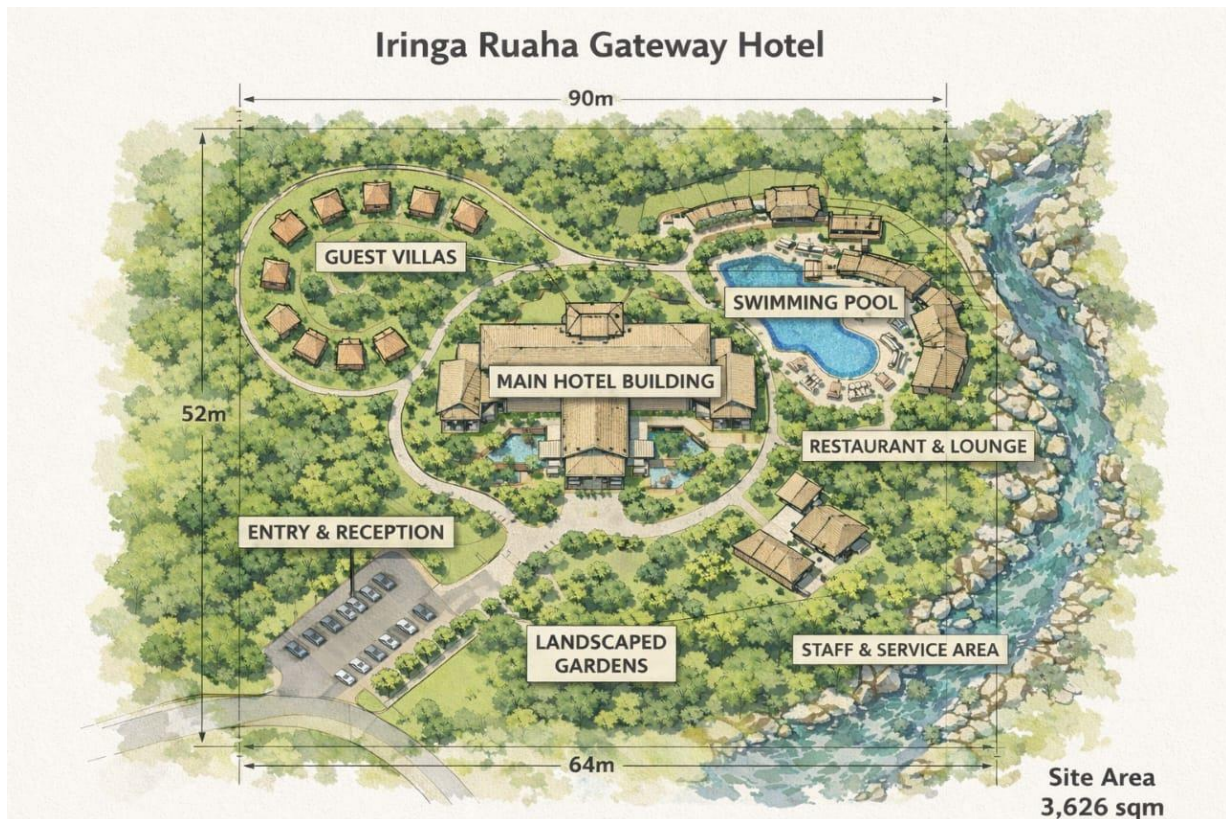 Iringa Ruaha Gateway Hotel
90m
GUEST VILLAS
SWIMMING POOL
MAIN HOTEL BUILDING
52m
RESTAURANT & LOUNGE
ENTRY & RECEPTION
LANDSCAPED
GARDENS
STAFF & SERVICE AREA
64m
Site Area
3,626 sqm